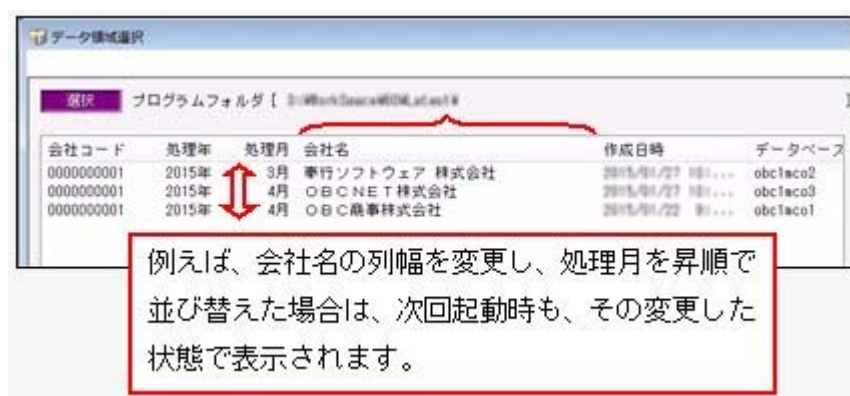 データ領域選択
選択 プログラムフォルダ [
会社コード 処理年 処理月 会社名 作成日時 データベース
0000000001 2015年 3月 奉行ソフトウェア 株式会社 obc1mco2
0000000001 2015年 4月 OBCNET株式会社 obc1mco3
0000000001 2015年 4月 OBC商事株式会社 obc1mco1
例えば、会社名の列幅を変更し、処理月を昇順で
並び替えた場合は、次回起動時も、その変更した
状態で表示されます。